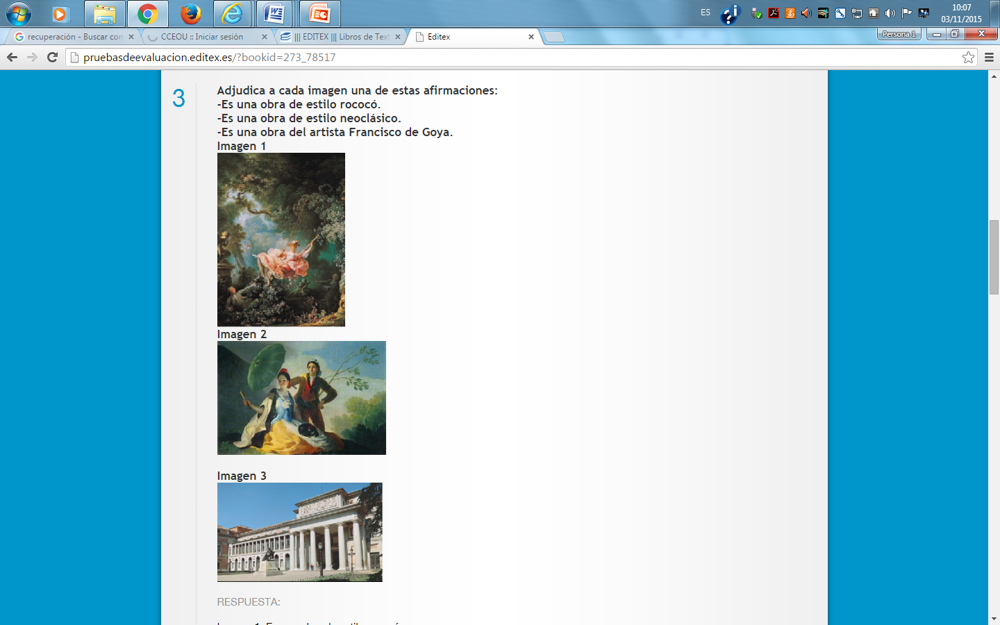 ES
10:07
03/11/2015
recuperación - Buscar con
CCEOU :: Iniciar sesión
||| EDITEX ||| Libros de Tex
Editex
Persona 1
pruebasdeevaluacion.editex.es/?bookid=273_78517
3
Adjudica a cada imagen una de estas afirmaciones:
-Es una obra de estilo rococó.
-Es una obra de estilo neoclásico.
-Es una obra del artista Francisco de Goya.
Imagen 1
Imagen 2
Imagen 3
RESPUESTA: